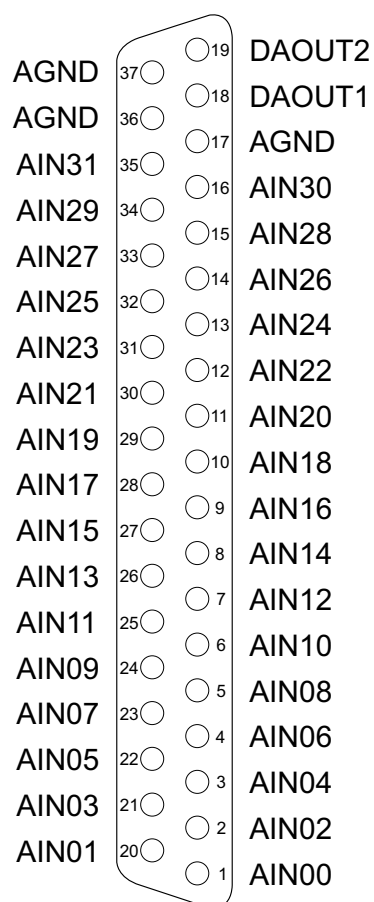 19 DAOUT2
AGND 37
18 DAOUT1
AGND 36
17 AGND
AIN31 35
16 AIN30
AIN29 34
15 AIN28
AIN27 33
14 AIN26
AIN25 32
13 AIN24
AIN23 31
12 AIN22
AIN21 30
11 AIN20
AIN19 29
10 AIN18
AIN17 28
9 AIN16
AIN15 27
8 AIN14
AIN13 26
7 AIN12
AIN11 25
6 AIN10
AIN09 24
5 AIN08
AIN07 23
4 AIN06
AIN05 22
3 AIN04
AIN03 21
2 AIN02
AIN01 20
1 AIN00